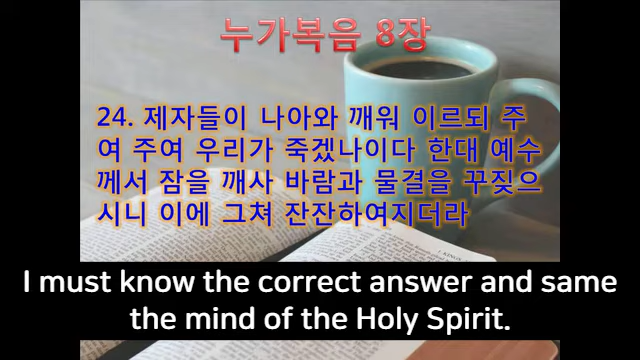 누가복음 8장
24. 제자들이 나아와 깨워 이르되 주
여 주여 우리가 죽겠나이다 한대 예수
께서 잠을 깨사 바람과 물결을 꾸짖으
시니 이에 그쳐 잔잔하여지더라
I must know the correct answer and same
the mind of the Holy Spirit.